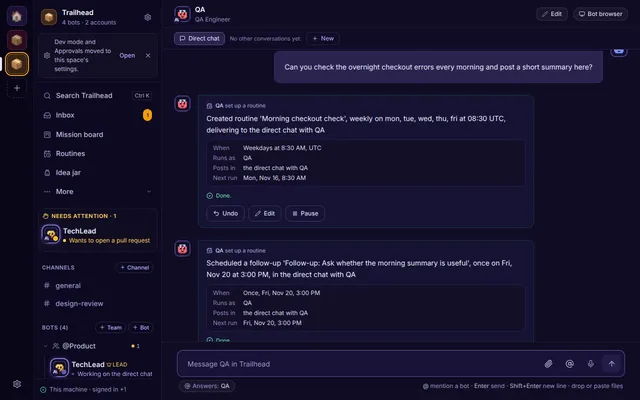 Trailhead
4 bots · 2 accounts
Dev mode and
Approvals moved to
this space's
settings.
Open
Search Trailhead
Ctrl K
Inbox
1
Mission board
Routines
Idea jar
More
NEEDS ATTENTION · 1
TechLead
Wants to open a pull request
CHANNELS
+ Channel
# general
# design-review
BOTS (4)
+ Team
+ Bot
@Product
1
TechLead LEAD
Working on the direct chat
This machine · signed in +1
QA
QA Engineer
Edit
Bot browser
Direct chat
No other conversations yet.
+ New
Can you check the overnight checkout errors every morning and post a short summary here?
QA set up a routine
Created routine 'Morning checkout check', weekly on mon, tue, wed, thu, fri at 08:30 UTC,
delivering to the direct chat with QA
When Weekdays at 8:30 AM, UTC
Runs as QA
Posts in the direct chat with QA
Next run Mon, Nov 16, 8:30 AM
Done.
Undo
Edit
Pause
QA set up a routine
Scheduled a follow-up 'Follow-up: Ask whether the morning summary is useful', once on Fri,
Nov 20 at 3:00 PM, in the direct chat with QA
When Once, Fri, Nov 20, 3:00 PM
Runs as QA
Posts in the direct chat with QA
Next run Fri, Nov 20, 3:00 PM
Done.
Message QA in Trailhead
@ Answers: QA
@ mention a bot · Enter send · Shift+Enter new line · drop or paste files